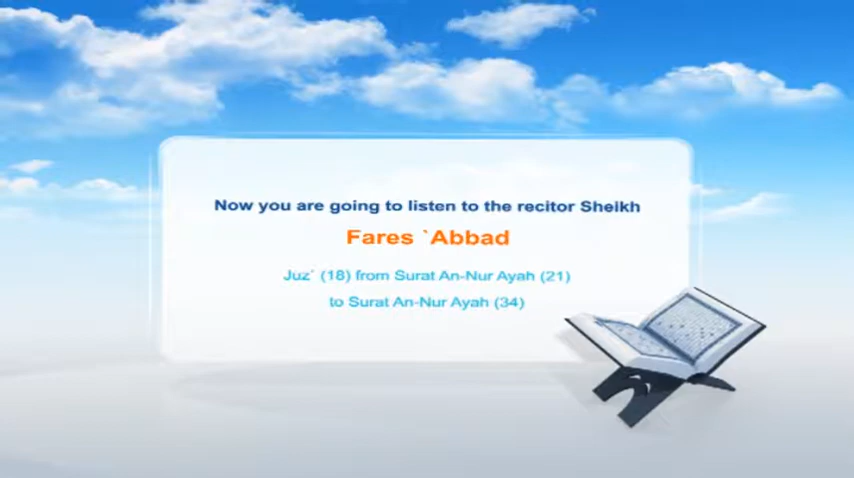 Now you are going to listen to the recitor Sheikh
Fares `Abbad
Juz´ (18) from Surat An-Nur Ayah (21)
to Surat An-Nur Ayah (34)